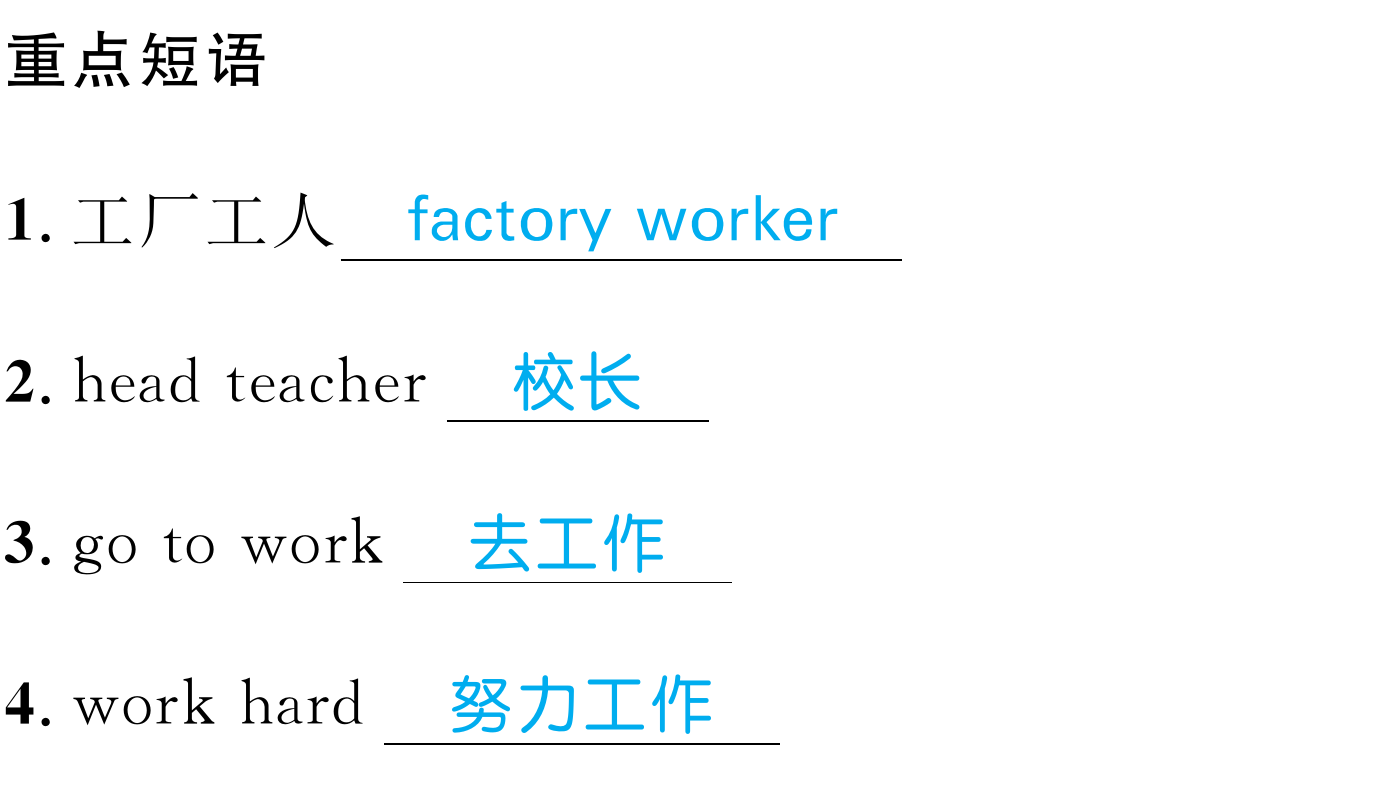 重点短语
1. 工厂工人 factory worker
2. head teacher 校长
3. go to work 去工作
4. work hard 努力工作